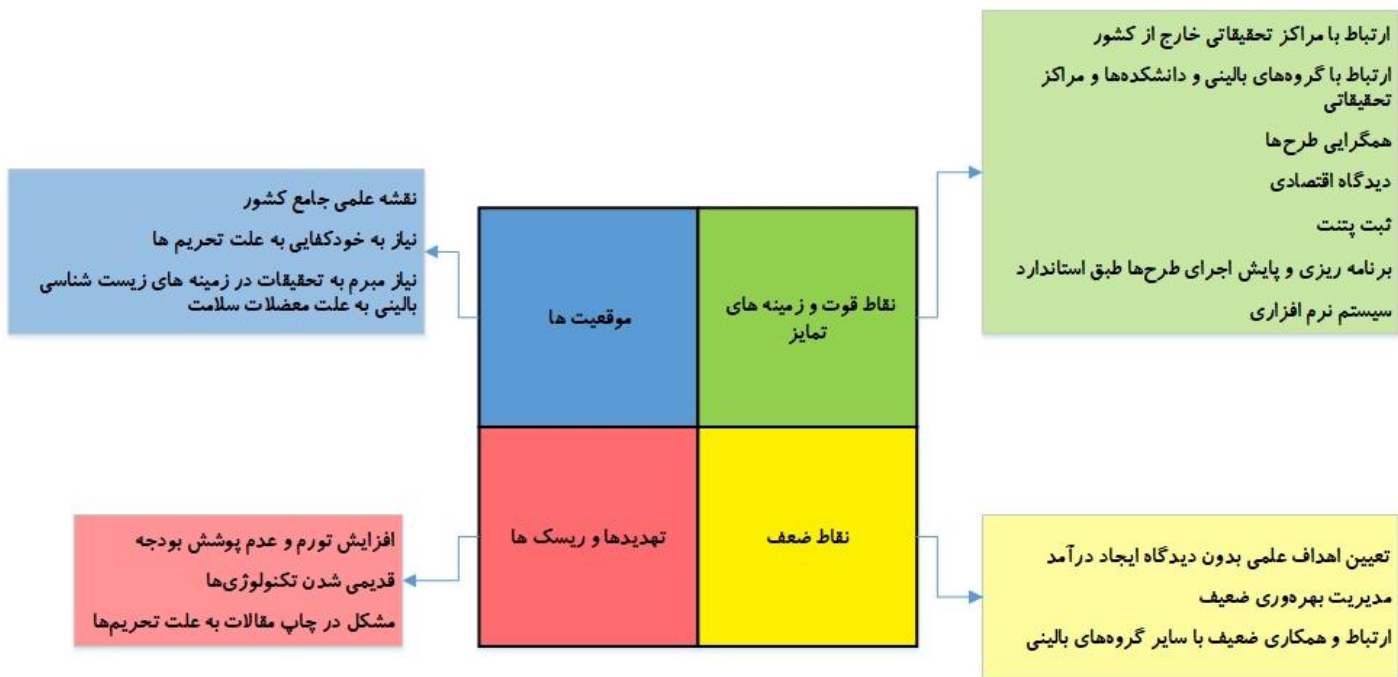 ارتباط با مراکز تحقیقاتی خارج از کشور
ارتباط با گروه‌های بالینی و دانشکده‌ها و مراکز
تحقیقاتی
همگرایی طرح‌ها
دیدگاه اقتصادی
ثبت پتنت
برنامه ریزی و پایش اجرای طرح‌ها طبق استاندارد
سیستم نرم افزاری
نقاط قوت و زمینه های
تمایز
موقعیت ها
نقشه علمی جامع کشور
نیاز به خودکفایی به علت تحریم ها
نیاز مبرم به تحقیقات در زمینه های زیست شناسی
بالینی به علت معضلات سلامت
نقاط ضعف
تهدیدها و ریسک ها
تعیین اهداف علمی بدون دیدگاه ایجاد درآمد
مدیریت بهره‌وری ضعیف
ارتباط و همکاری ضعیف با سایر گروه‌های بالینی
افزایش تورم و عدم پوشش بودجه
قدیمی شدن تکنولوژی‌ها
مشکل در چاپ مقالات به علت تحریم‌ها